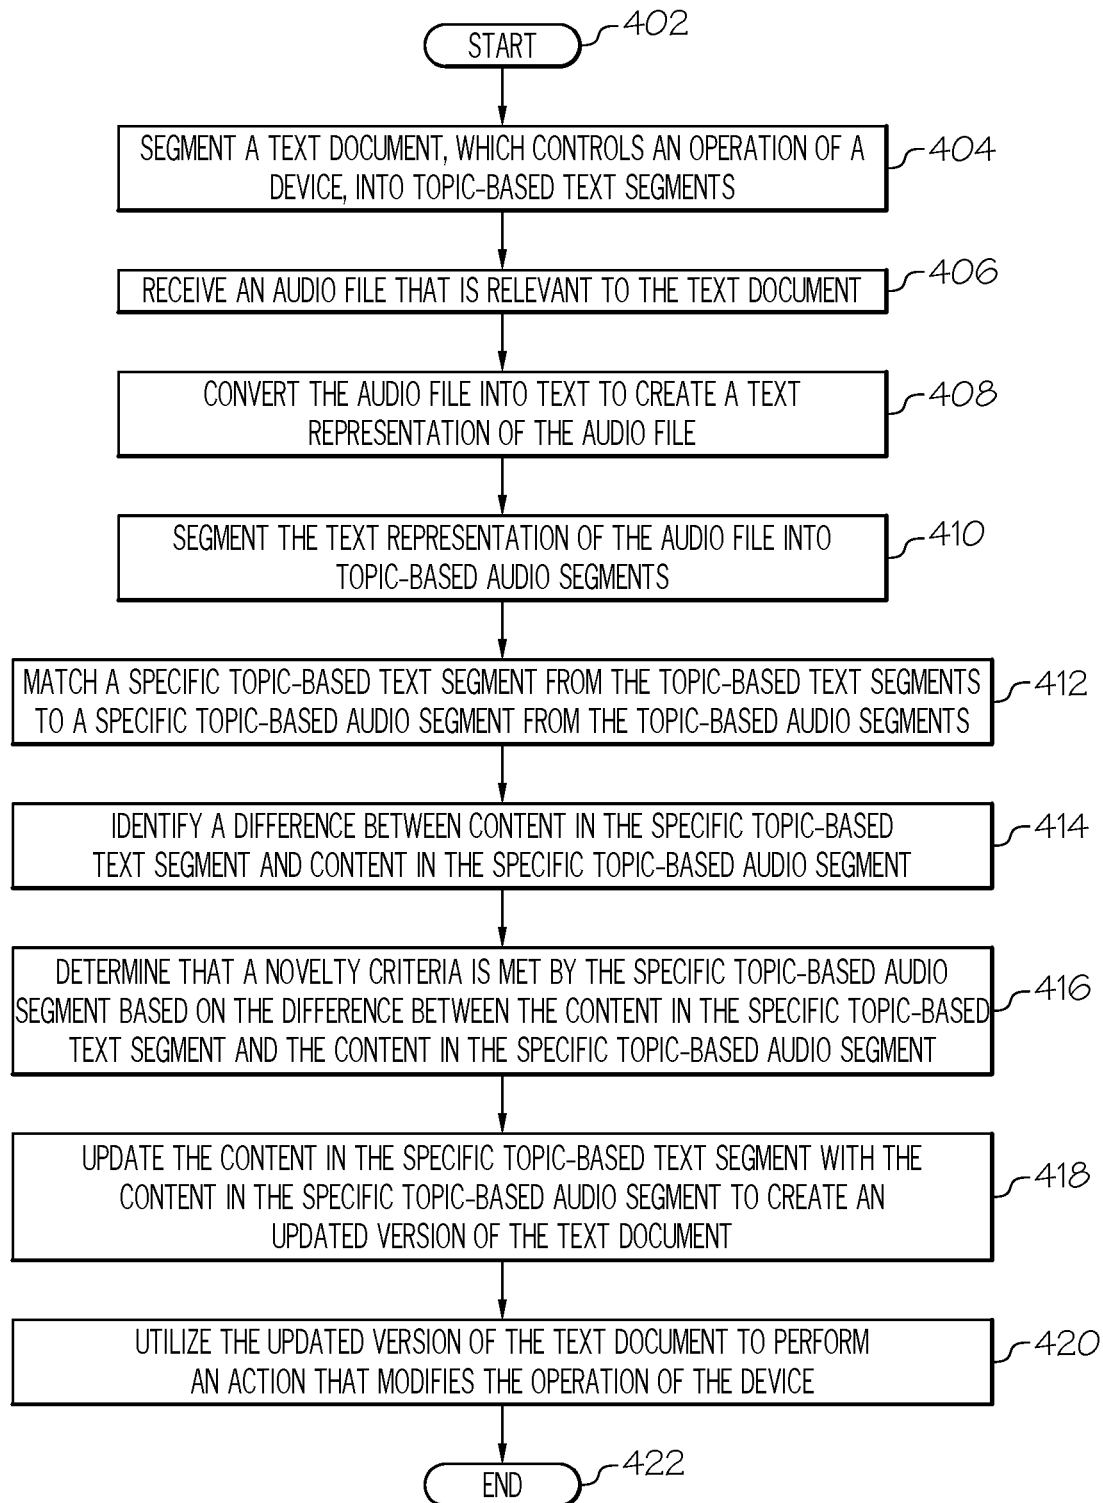 START
402
SEGMENT A TEXT DOCUMENT, WHICH CONTROLS AN OPERATION OF A
DEVICE, INTO TOPIC-BASED TEXT SEGMENTS
404
RECEIVE AN AUDIO FILE THAT IS RELEVANT TO THE TEXT DOCUMENT
406
CONVERT THE AUDIO FILE INTO TEXT TO CREATE A TEXT
REPRESENTATION OF THE AUDIO FILE
408
SEGMENT THE TEXT REPRESENTATION OF THE AUDIO FILE INTO
TOPIC-BASED AUDIO SEGMENTS
410
MATCH A SPECIFIC TOPIC-BASED TEXT SEGMENT FROM THE TOPIC-BASED TEXT SEGMENTS
TO A SPECIFIC TOPIC-BASED AUDIO SEGMENT FROM THE TOPIC-BASED AUDIO SEGMENTS
412
IDENTIFY A DIFFERENCE BETWEEN CONTENT IN THE SPECIFIC TOPIC-BASED
TEXT SEGMENT AND CONTENT IN THE SPECIFIC TOPIC-BASED AUDIO SEGMENT
414
DETERMINE THAT A NOVELTY CRITERIA IS MET BY THE SPECIFIC TOPIC-BASED AUDIO
SEGMENT BASED ON THE DIFFERENCE BETWEEN THE CONTENT IN THE SPECIFIC TOPIC-BASED
TEXT SEGMENT AND THE CONTENT IN THE SPECIFIC TOPIC-BASED AUDIO SEGMENT
416
UPDATE THE CONTENT IN THE SPECIFIC TOPIC-BASED TEXT SEGMENT WITH THE
CONTENT IN THE SPECIFIC TOPIC-BASED AUDIO SEGMENT TO CREATE AN
UPDATED VERSION OF THE TEXT DOCUMENT
418
UTILIZE THE UPDATED VERSION OF THE TEXT DOCUMENT TO PERFORM
AN ACTION THAT MODIFIES THE OPERATION OF THE DEVICE
420
END
422